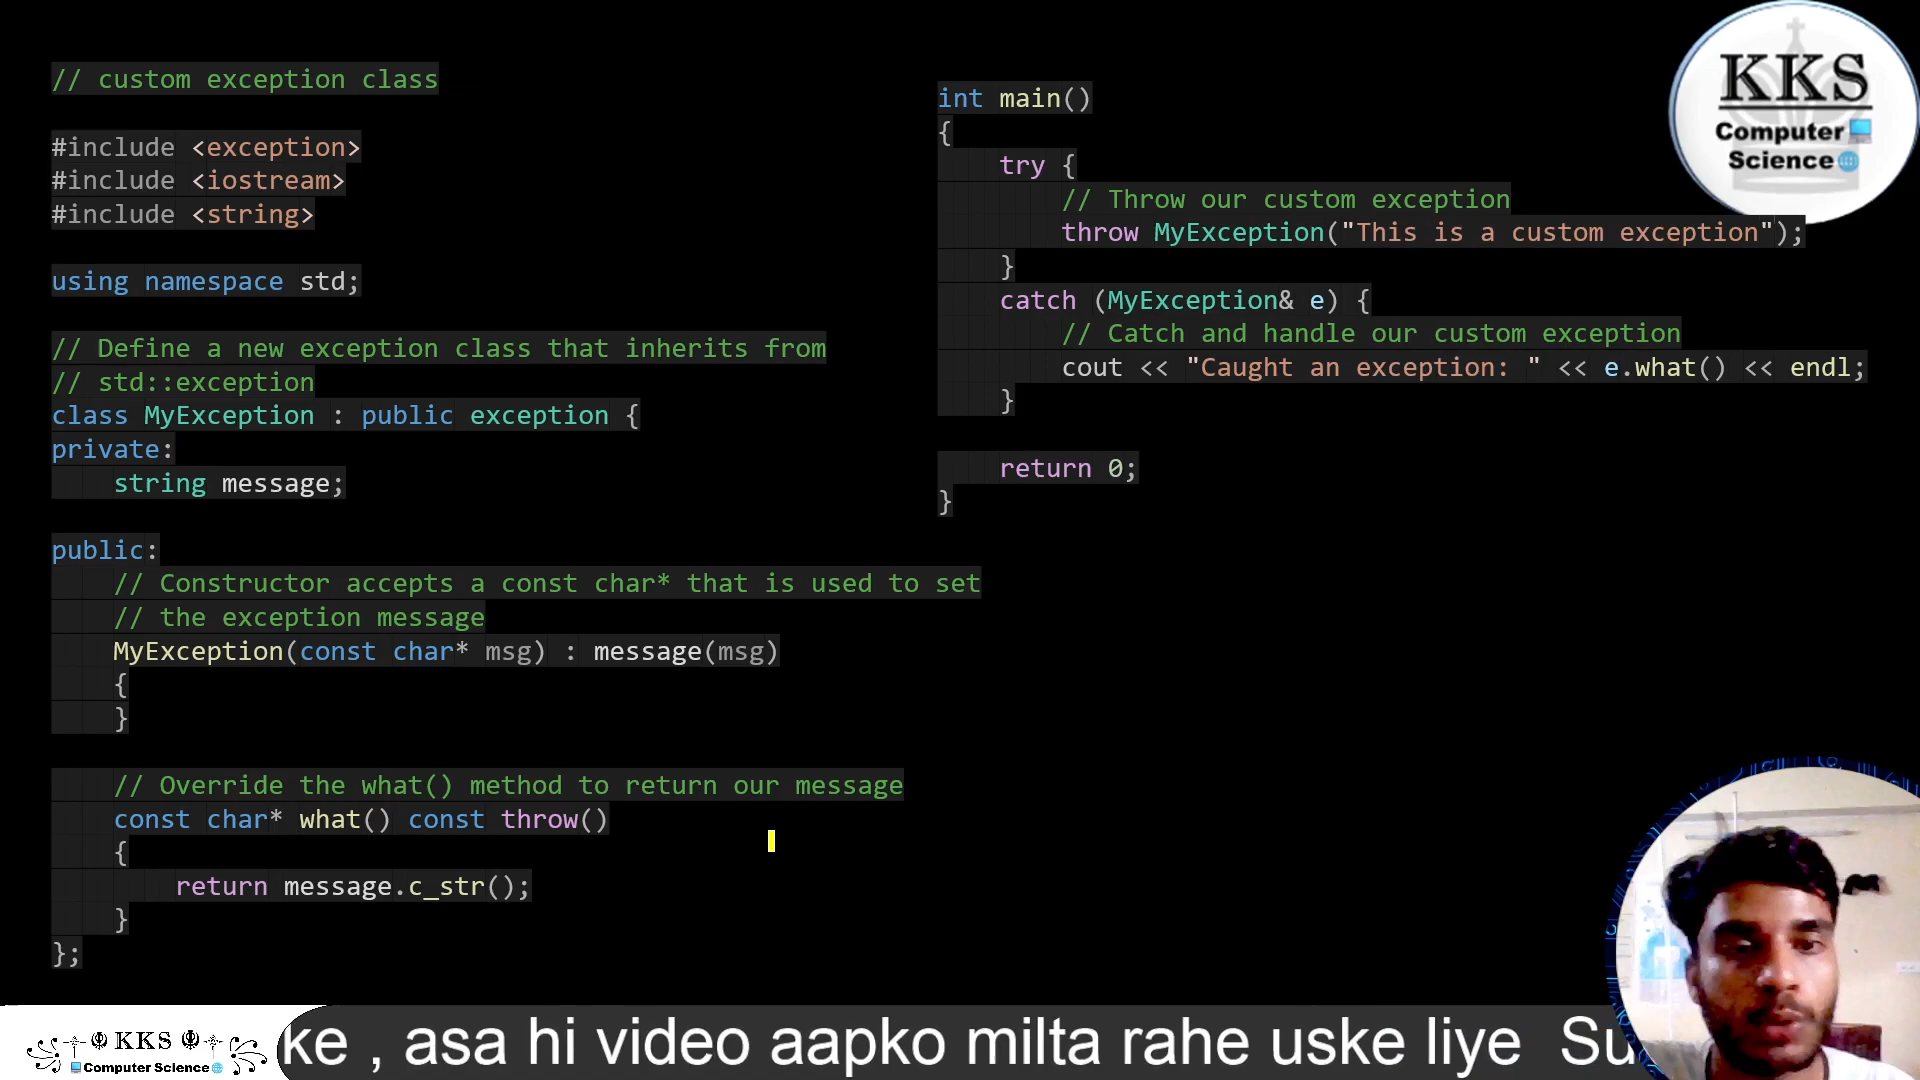 // custom exception class
#include <exception>
#include <iostream>
#include <string>
using namespace std;
// Define a new exception class that inherits from
// std::exception
class MyException : public exception {
private:
    string message;
public:
    // Constructor accepts a const char* that is used to set
    // the exception message
    MyException(const char* msg) : message(msg)
    {
    }
    // Override the what() method to return our message
    const char* what() const throw()
    {
        return message.c_str();
    }
};
int main()
{
    try {
        // Throw our custom exception
        throw MyException("This is a custom exception");
    }
    catch (MyException& e) {
        // Catch and handle our custom exception
        cout << "Caught an exception: " << e.what() << endl;
    }
    return 0;
}
KKS
Computer
Science
KKS
Computer Science
ke , asa hi video aapko milta rahe uske liye Su